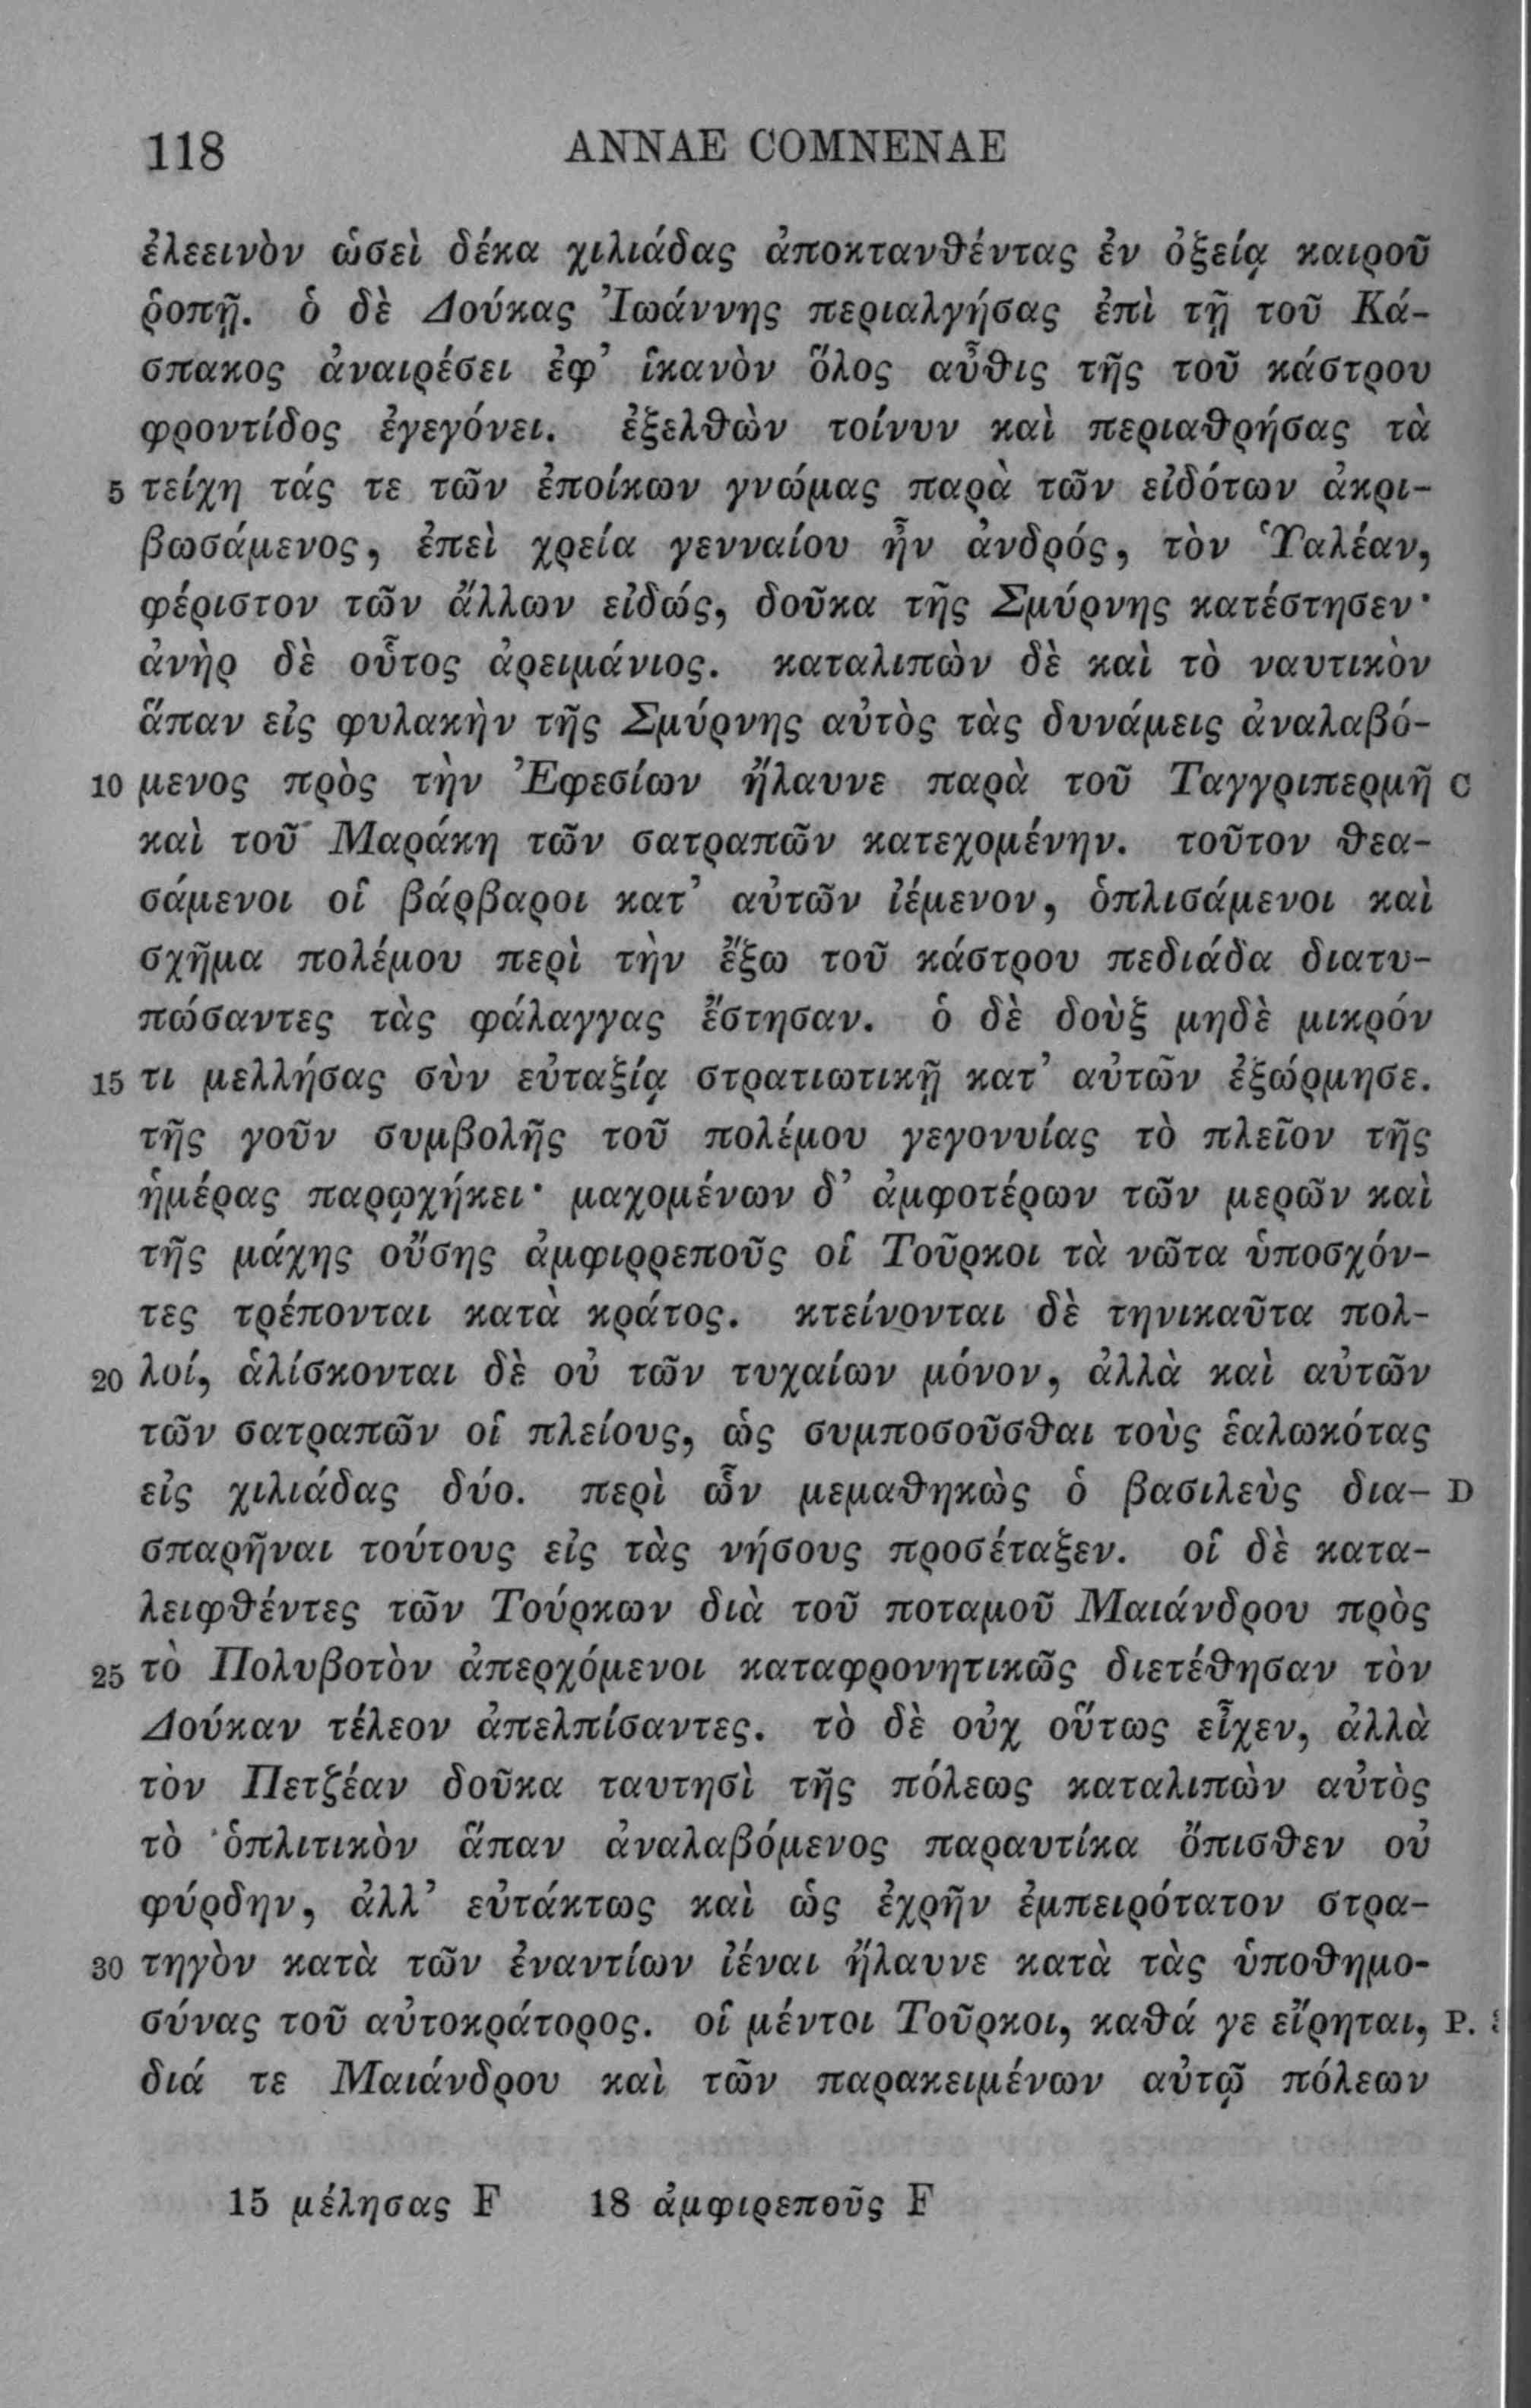 118 ANNAE COMNENAE
ἐλεεινὸν ὡσεὶ δέκα χιλιάδας ἀποκτανθέντας ἐν ὀξείᾳ καιροῦ
ῥοπῇ. ὁ δὲ Δούκας Ἰωάννης περιαλγήσας ἐπὶ τῇ τοῦ Κά-
σπακος ἀναιρέσει ἐφ’ ἱκανὸν ὅλος αὖθις τῆς τοῦ κάστρου
φροντίδος ἐγεγόνει. ἐξελθὼν τοίνυν καὶ περιαθρήσας τὰ
5 τείχη τάς τε τῶν ἐποίκων γνώμας παρὰ τῶν εἰδότων ἀκρι-
βωσάμενος, ἐπεὶ χρεία γενναίου ἦν ἀνδρός, τὸν Ὑαλέαν,
φέριστον τῶν ἄλλων εἰδώς, δοῦκα τῆς Σμύρνης κατέστησεν·
ἀνὴρ δὲ οὗτος ἀρειμάνιος. καταλιπὼν δὲ καὶ τὸ ναυτικὸν
ἅπαν εἰς φυλακὴν τῆς Σμύρνης αὐτὸς τὰς δυνάμεις ἀναλαβό-
10 μενος πρὸς τὴν Ἐφεσίων ἤλαυνε παρὰ τοῦ Ταγγριπερμῆ C
καὶ τοῦ Μαράκη τῶν σατραπῶν κατεχομένην. τοῦτον θεα-
σάμενοι οἱ βάρβαροι κατ’ αὐτῶν ἱέμενον, ὁπλισάμενοι καὶ
σχῆμα πολέμου περὶ τὴν ἔξω τοῦ κάστρου πεδιάδα διατυ-
πώσαντες τὰς φάλαγγας ἔστησαν. ὁ δὲ δοὺξ μηδὲ μικρόν
15 τι μελλήσας σὺν εὐταξίᾳ στρατιωτικῇ κατ’ αὐτῶν ἐξώρμησε.
τῆς γοῦν συμβολῆς τοῦ πολέμου γεγονυίας τὸ πλεῖον τῆς
ἡμέρας παρῳχήκει· μαχομένων δ’ ἀμφοτέρων τῶν μερῶν καὶ
τῆς μάχης οὔσης ἀμφιρρεποῦς οἱ Τοῦρκοι τὰ νῶτα ὑποσχόν-
τες τρέπονται κατὰ κράτος. κτείνονται δὲ τηνικαῦτα πολ-
20 λοί, ἁλίσκονται δὲ οὐ τῶν τυχαίων μόνον, ἀλλὰ καὶ αὐτῶν
τῶν σατραπῶν οἱ πλείους, ὡς συμποσοῦσθαι τοὺς ἑαλωκότας
εἰς χιλιάδας δύο. περὶ ὧν μεμαθηκὼς ὁ βασιλεὺς δια- D
σπαρῆναι τούτους εἰς τὰς νήσους προσέταξεν. οἱ δὲ κατα-
λειφθέντες τῶν Τούρκων διὰ τοῦ ποταμοῦ Μαιάνδρου πρὸς
25 τὸ Πολυβοτὸν ἀπερχόμενοι καταφρονητικῶς διετέθησαν τὸν
Δούκαν τέλεον ἀπελπίσαντες. τὸ δὲ οὐχ οὕτως εἶχεν, ἀλλὰ
τὸν Πετζέαν δοῦκα ταυτησὶ τῆς πόλεως καταλιπὼν αὐτὸς
τὸ ὁπλιτικὸν ἅπαν ἀναλαβόμενος παραυτίκα ὄπισθεν οὐ
φύρδην, ἀλλ’ εὐτάκτως καὶ ὡς ἐχρῆν ἐμπειρότατον στρα-
30 τηγὸν κατὰ τῶν ἐναντίων ἰέναι ἤλαυνε κατὰ τὰς ὑποθημο-
σύνας τοῦ αὐτοκράτορος. οἱ μέντοι Τοῦρκοι, καθά γε εἴρηται, P.
διά τε Μαιάνδρου καὶ τῶν παρακειμένων αὐτῷ πόλεων
15 μέλησας F 18 ἀμφιρεποῦς F